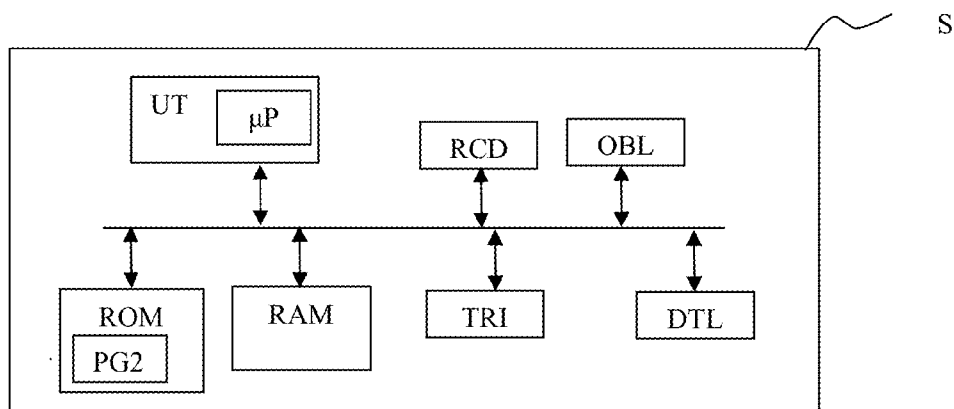 S
UT
μP
RCD
OBL
ROM
PG2
RAM
TRI
DTL